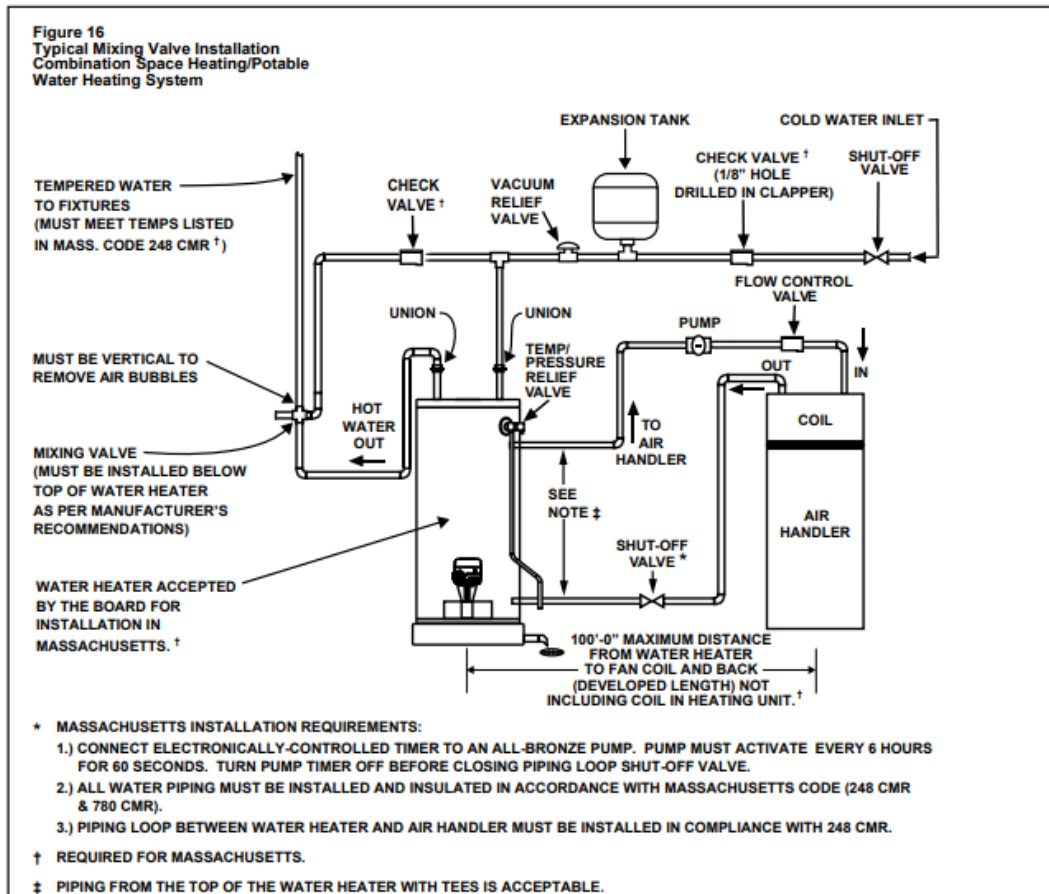 Figure 16
Typical Mixing Valve Installation
Combination Space Heating/Potable
Water Heating System
EXPANSION TANK
COLD WATER INLET
TEMPERED WATER
TO FIXTURES
(MUST MEET TEMPS LISTED
IN MASS. CODE 248 CMR †)
CHECK
VALVE †
VACUUM
RELIEF
VALVE
CHECK VALVE †
(1/8" HOLE
DRILLED IN CLAPPER)
SHUT-OFF
VALVE
FLOW CONTROL
VALVE
UNION
UNION
PUMP
TEMP/
PRESSURE
RELIEF
VALVE
OUT
IN
MUST BE VERTICAL TO
REMOVE AIR BUBBLES
HOT
WATER
OUT
TO
AIR
HANDLER
COIL
MIXING VALVE
(MUST BE INSTALLED BELOW
TOP OF WATER HEATER
AS PER MANUFACTURER'S
RECOMMENDATIONS)
SEE
NOTE ‡
AIR
HANDLER
SHUT-OFF
VALVE *
WATER HEATER ACCEPTED
BY THE BOARD FOR
INSTALLATION IN
MASSACHUSETTS. †
100'-0" MAXIMUM DISTANCE
FROM WATER HEATER
TO FAN COIL AND BACK
(DEVELOPED LENGTH) NOT
INCLUDING COIL IN HEATING UNIT.†
* MASSACHUSETTS INSTALLATION REQUIREMENTS:
1.) CONNECT ELECTRONICALLY-CONTROLLED TIMER TO AN ALL-BRONZE PUMP. PUMP MUST ACTIVATE EVERY 6 HOURS
FOR 60 SECONDS. TURN PUMP TIMER OFF BEFORE CLOSING PIPING LOOP SHUT-OFF VALVE.
2.) ALL WATER PIPING MUST BE INSTALLED AND INSULATED IN ACCORDANCE WITH MASSACHUSETTS CODE (248 CMR
& 780 CMR).
3.) PIPING LOOP BETWEEN WATER HEATER AND AIR HANDLER MUST BE INSTALLED IN COMPLIANCE WITH 248 CMR.
† REQUIRED FOR MASSACHUSETTS.
‡ PIPING FROM THE TOP OF THE WATER HEATER WITH TEES IS ACCEPTABLE.